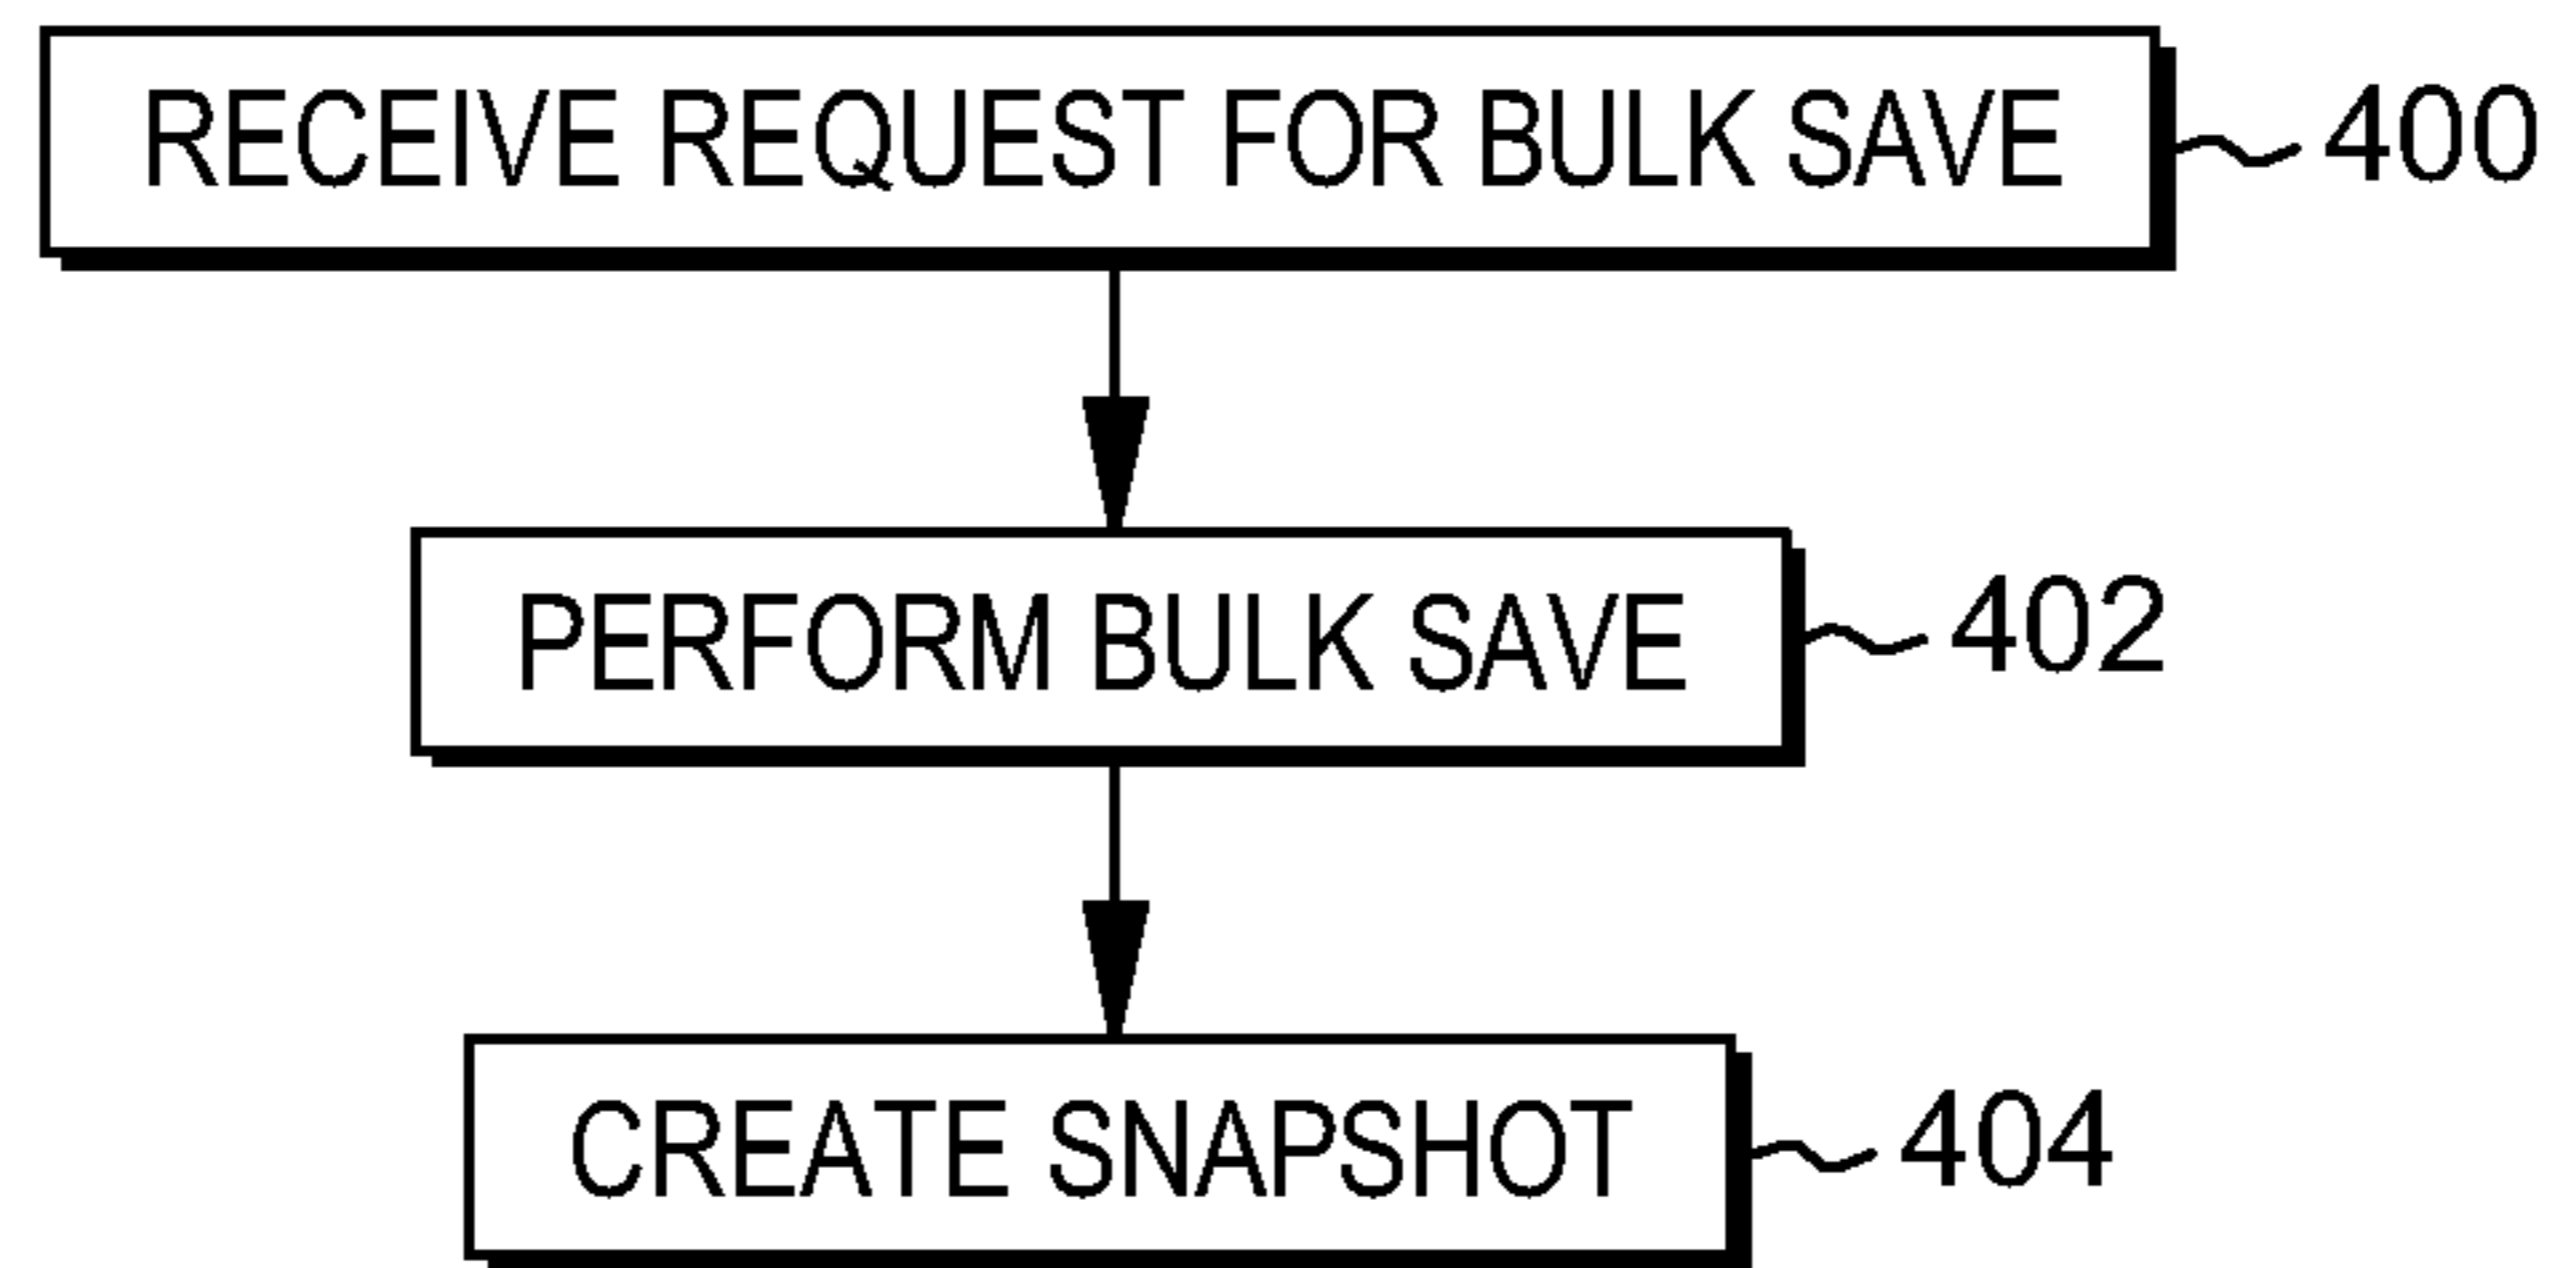 RECEIVE REQUEST FOR BULK SAVE 400
PERFORM BULK SAVE 402
CREATE SNAPSHOT 404